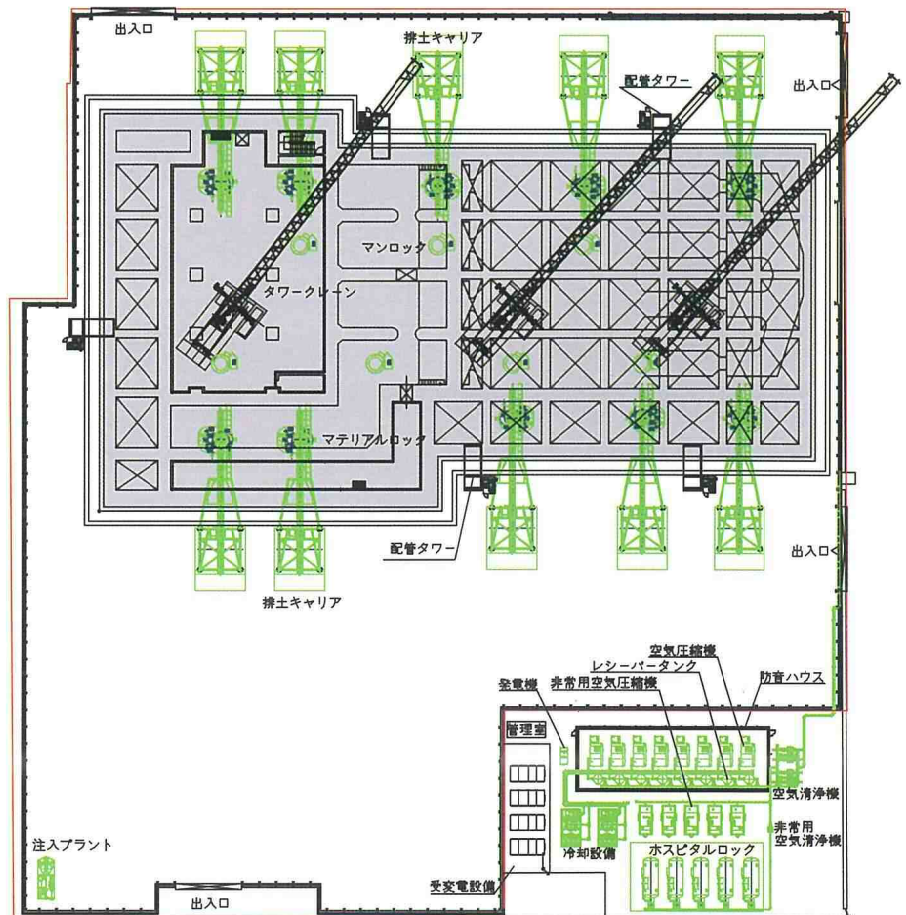 出入口
排土キャリア
配管タワー
出入口
マンロック
タワークレーン
マテリアルロック
配管タワー
出入口
排土キャリア
空気圧縮機
レシーバータンク
発電機
非常用空気圧縮機
防音ハウス
管理室
空気清浄機
非常用
空気清浄機
注入プラント
冷却設備
ホスピタルロック
受変電設備
出入口